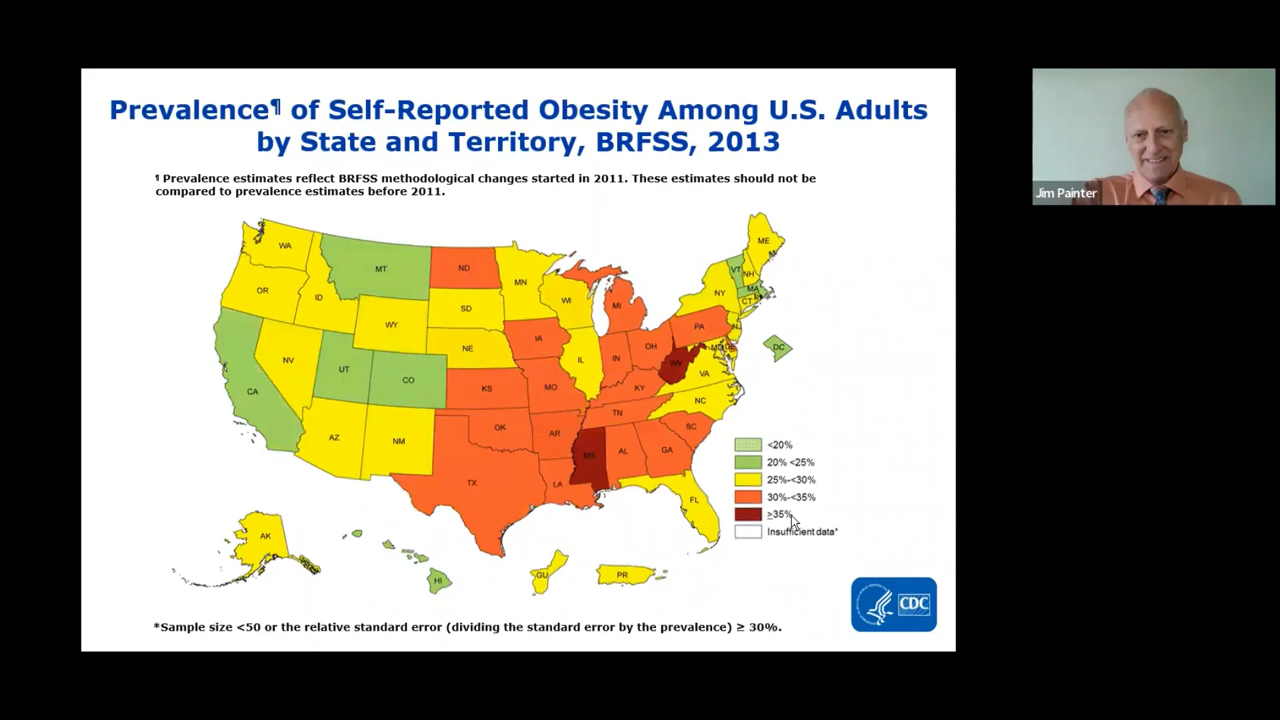 Prevalence¶ of Self-Reported Obesity Among U.S. Adults
by State and Territory, BRFSS, 2013
¶ Prevalence estimates reflect BRFSS methodological changes started in 2011. These estimates should not be
compared to prevalence estimates before 2011.
Jim Painter
WA
MT
ND
MN
ME
VT
NH
OR
ID
SD
WI
NY
MA
CT
WY
MI
PA
NJ
NV
NE
IA
IL
IN
OH
WV
MD
DE
DC
VA
CA
UT
CO
KS
MO
KY
NC
AZ
NM
OK
AR
TN
SC
MS
AL
GA
TX
LA
FL
AK
HI
GU
PR
<20%
20% <25%
25%-<30%
30%-<35%
≥35%
Insufficient data*
CDC
*Sample size <50 or the relative standard error (dividing the standard error by the prevalence) ≥ 30%.